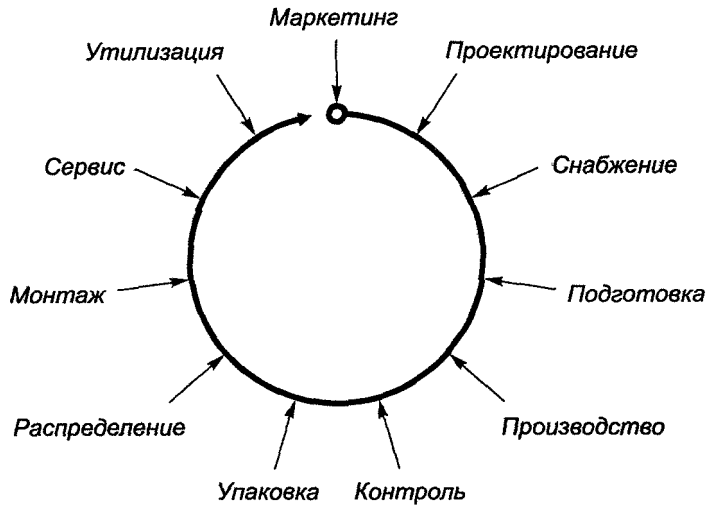 Маркетинг
Проектирование
Снабжение
Подготовка
Производство
Контроль
Упаковка
Распределение
Монтаж
Сервис
Утилизация